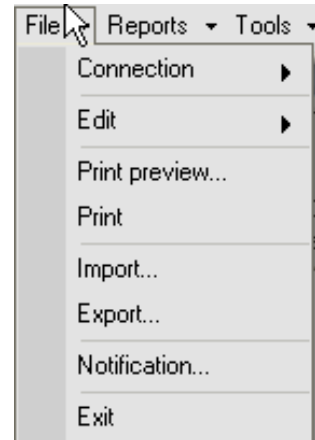 File Reports Tools
Connection
Edit
Print preview...
Print
Import...
Export...
Notification...
Exit